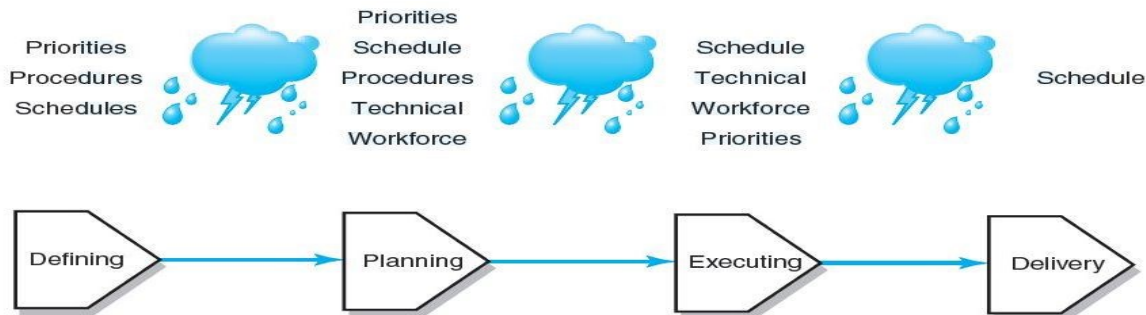 Priorities
Procedures
Schedules
Priorities
Schedule
Procedures
Technical
Workforce
Schedule
Technical
Workforce
Priorities
Schedule
Defining
Planning
Executing
Delivery